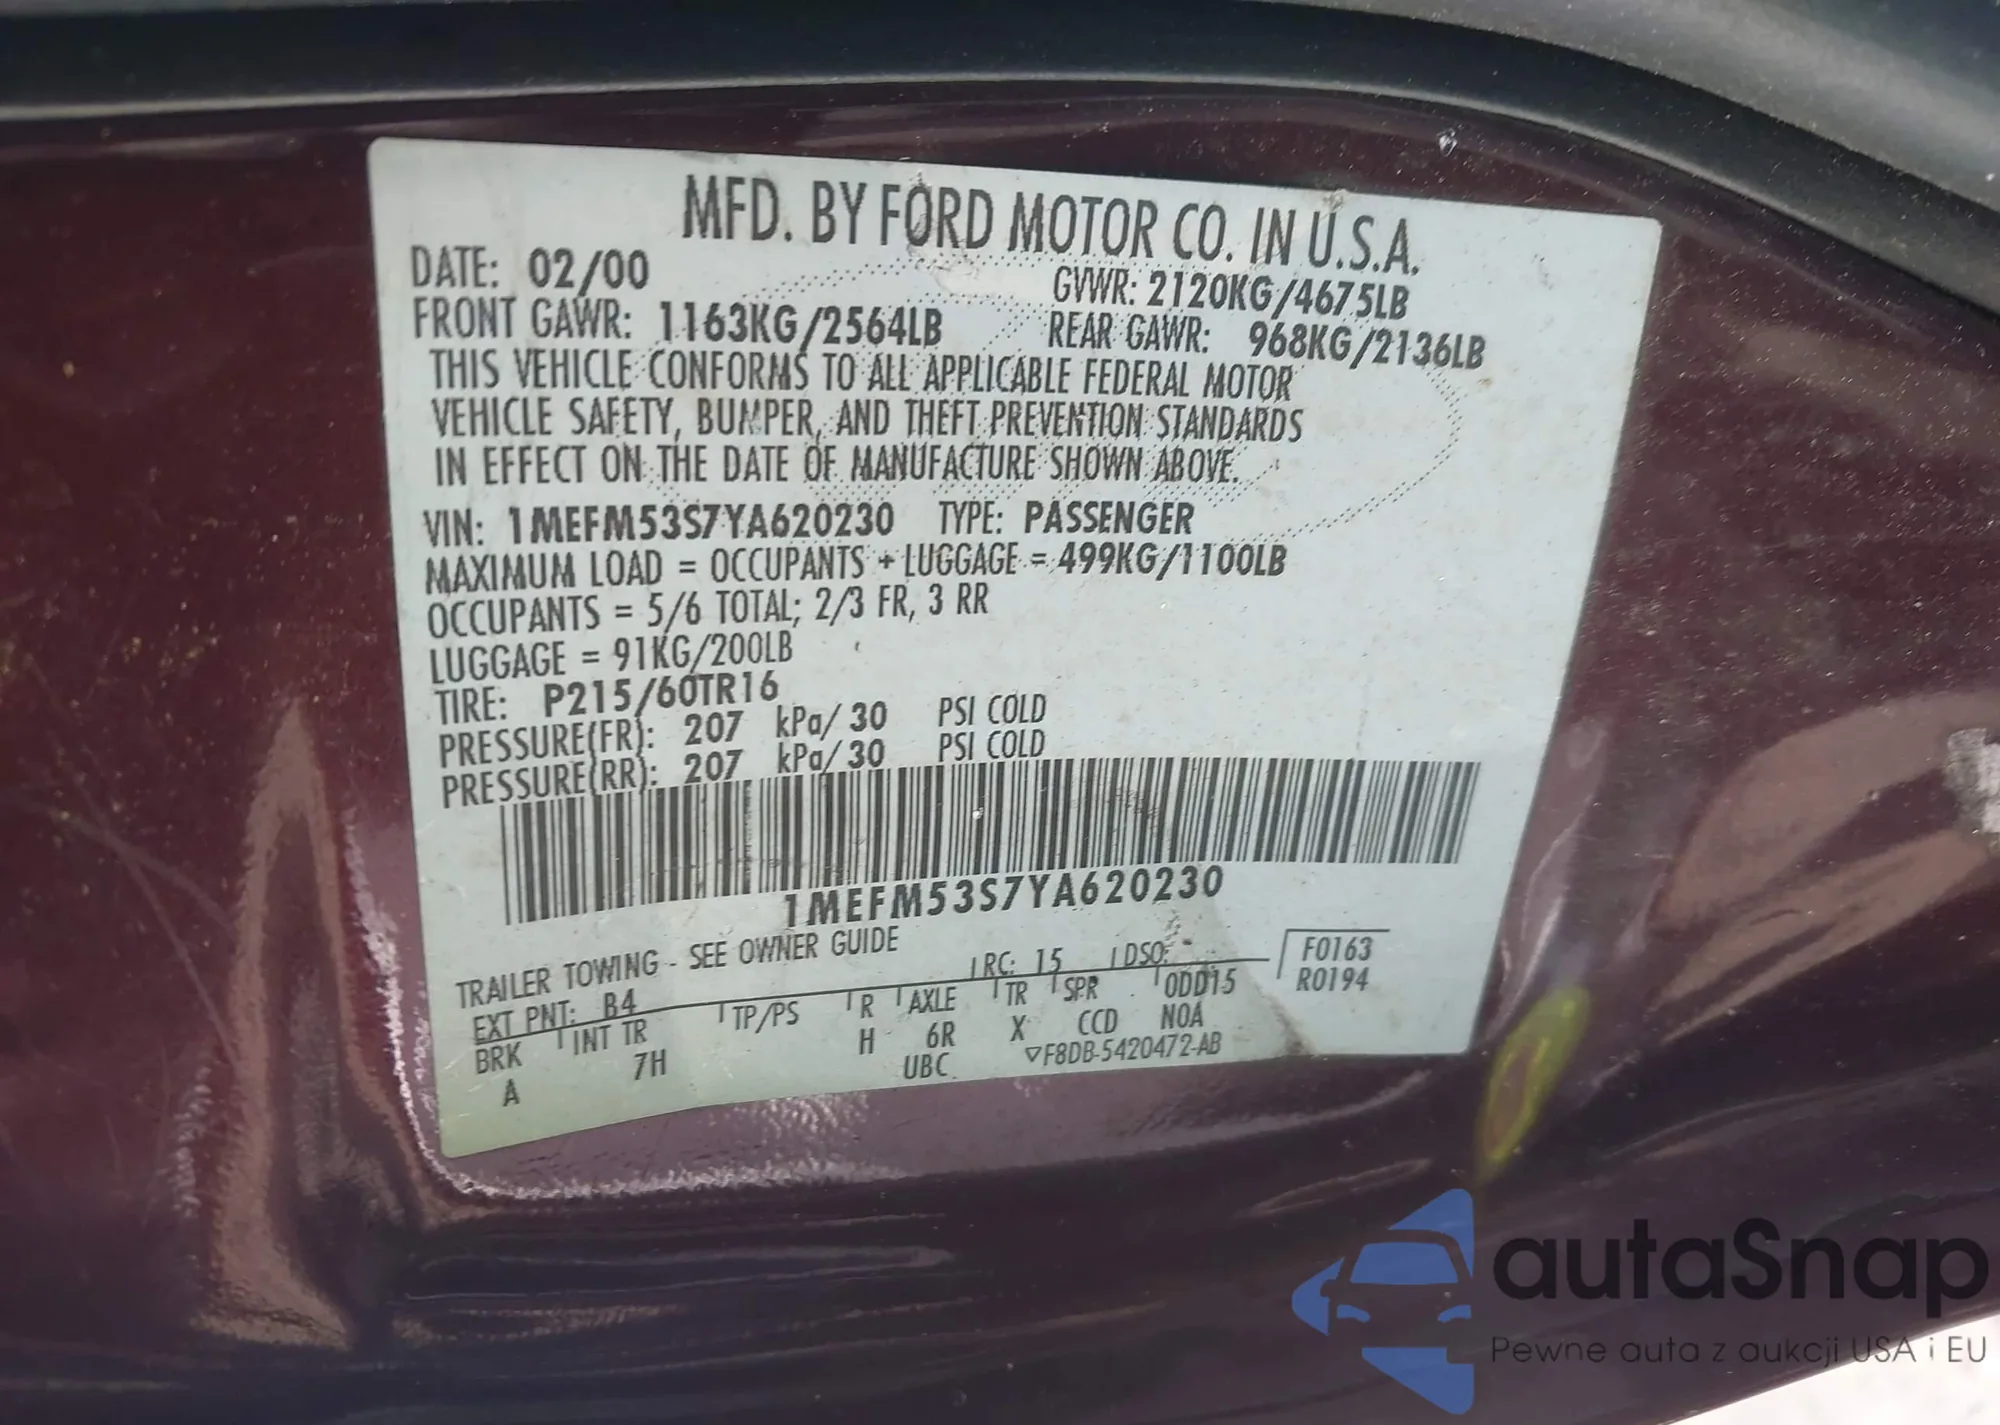 MFD. BY FORD MOTOR CO. IN U.S.A.
DATE: 02/00 GVWR: 2120KG/4675LB
FRONT GAWR: 1163KG/2564LB REAR GAWR: 968KG/2136LB
THIS VEHICLE CONFORMS TO ALL APPLICABLE FEDERAL MOTOR
VEHICLE SAFETY, BUMPER, AND THEFT PREVENTION STANDARDS
IN EFFECT ON THE DATE OF MANUFACTURE SHOWN ABOVE.
VIN: 1MEFM53S7YA620230 TYPE: PASSENGER
MAXIMUM LOAD = OCCUPANTS + LUGGAGE = 499KG/1100LB
OCCUPANTS = 5/6 TOTAL; 2/3 FR, 3 RR
LUGGAGE = 91KG/200LB
TIRE: P215/60TR16
PRESSURE(FR): 207 kPa/ 30 PSI COLD
PRESSURE(RR): 207 kPa/ 30 PSI COLD
1MEFM53S7YA620230
TRAILER TOWING - SEE OWNER GUIDE
EXT PNT: B4 RC: 15 DSO: F0163
R0194
BRK INT TR TP/PS R AXLE TR SPR ODD15
A 7H H 6R X CCD NOA
UBC ▽F8DB-5420472-AB
autaSnap
Pewne auta z aukcji USA i EU